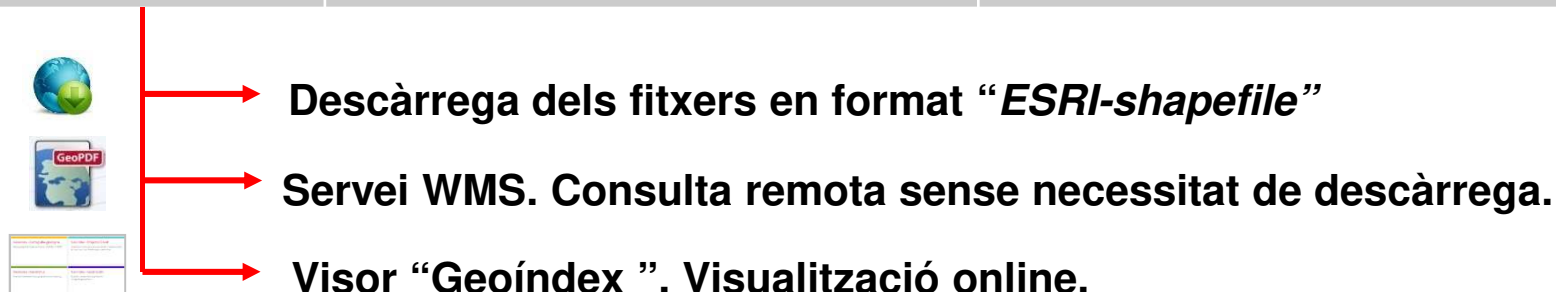 Descàrrega dels fitxers en format “ESRI-shapefile”
GeoPDF
Servei WMS. Consulta remota sense necessitat de descàrrega.
Visor “Geoíndex ”. Visualització online.